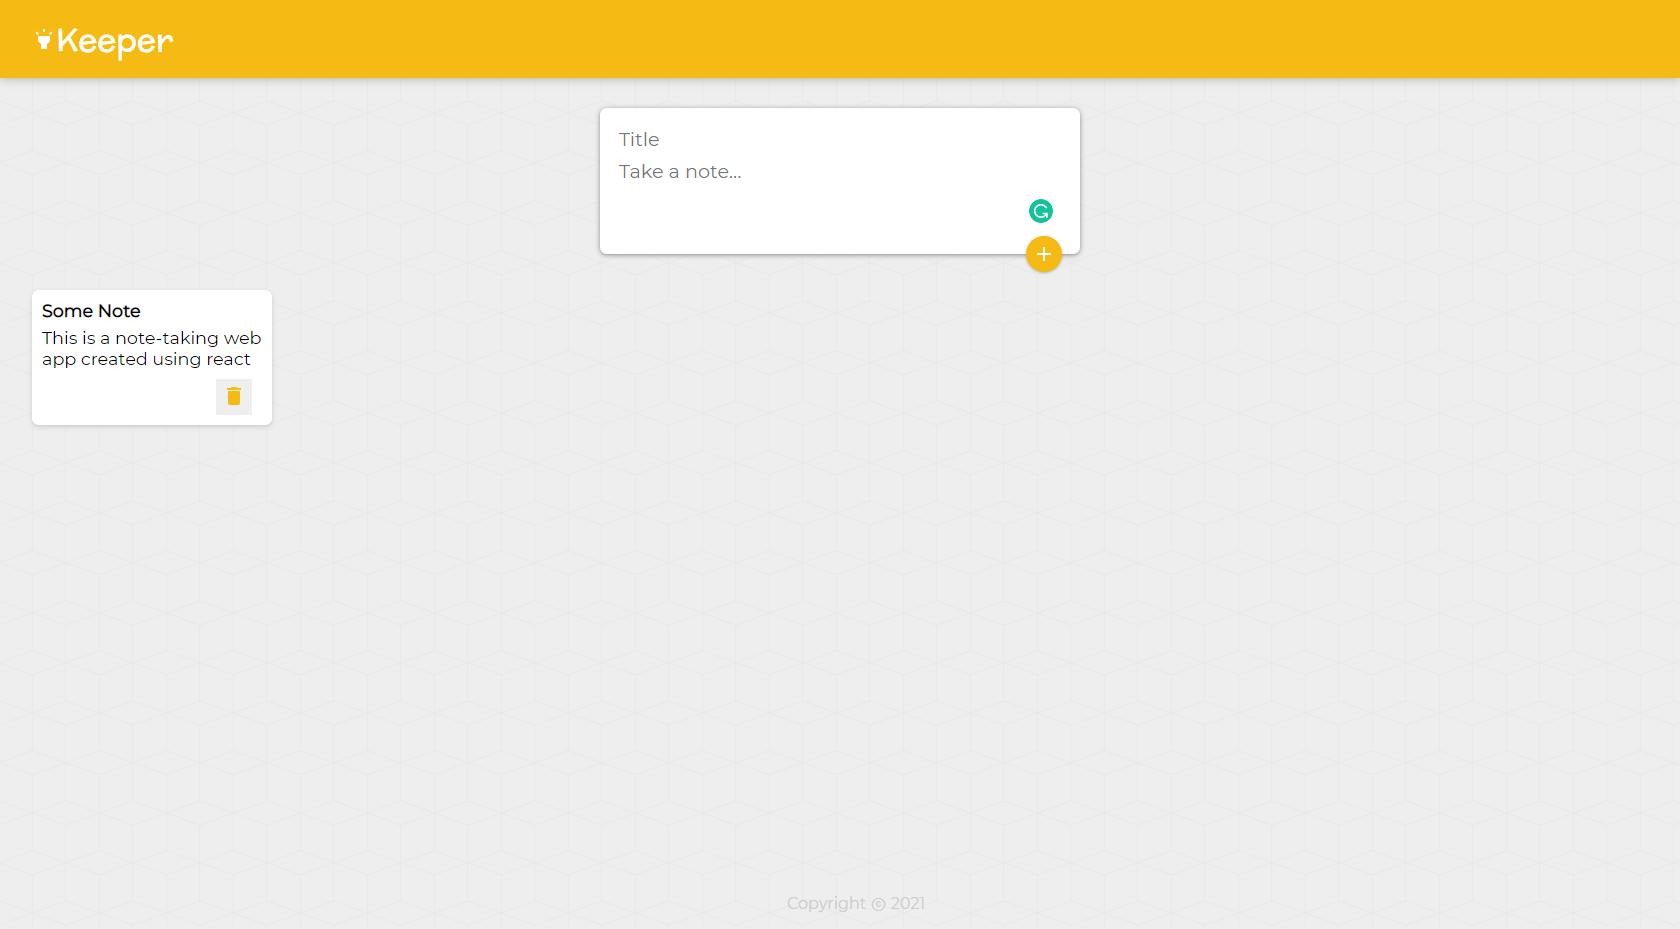 Keeper
Title
Take a note...
Some Note
This is a note-taking web
app created using react
Copyright © 2021